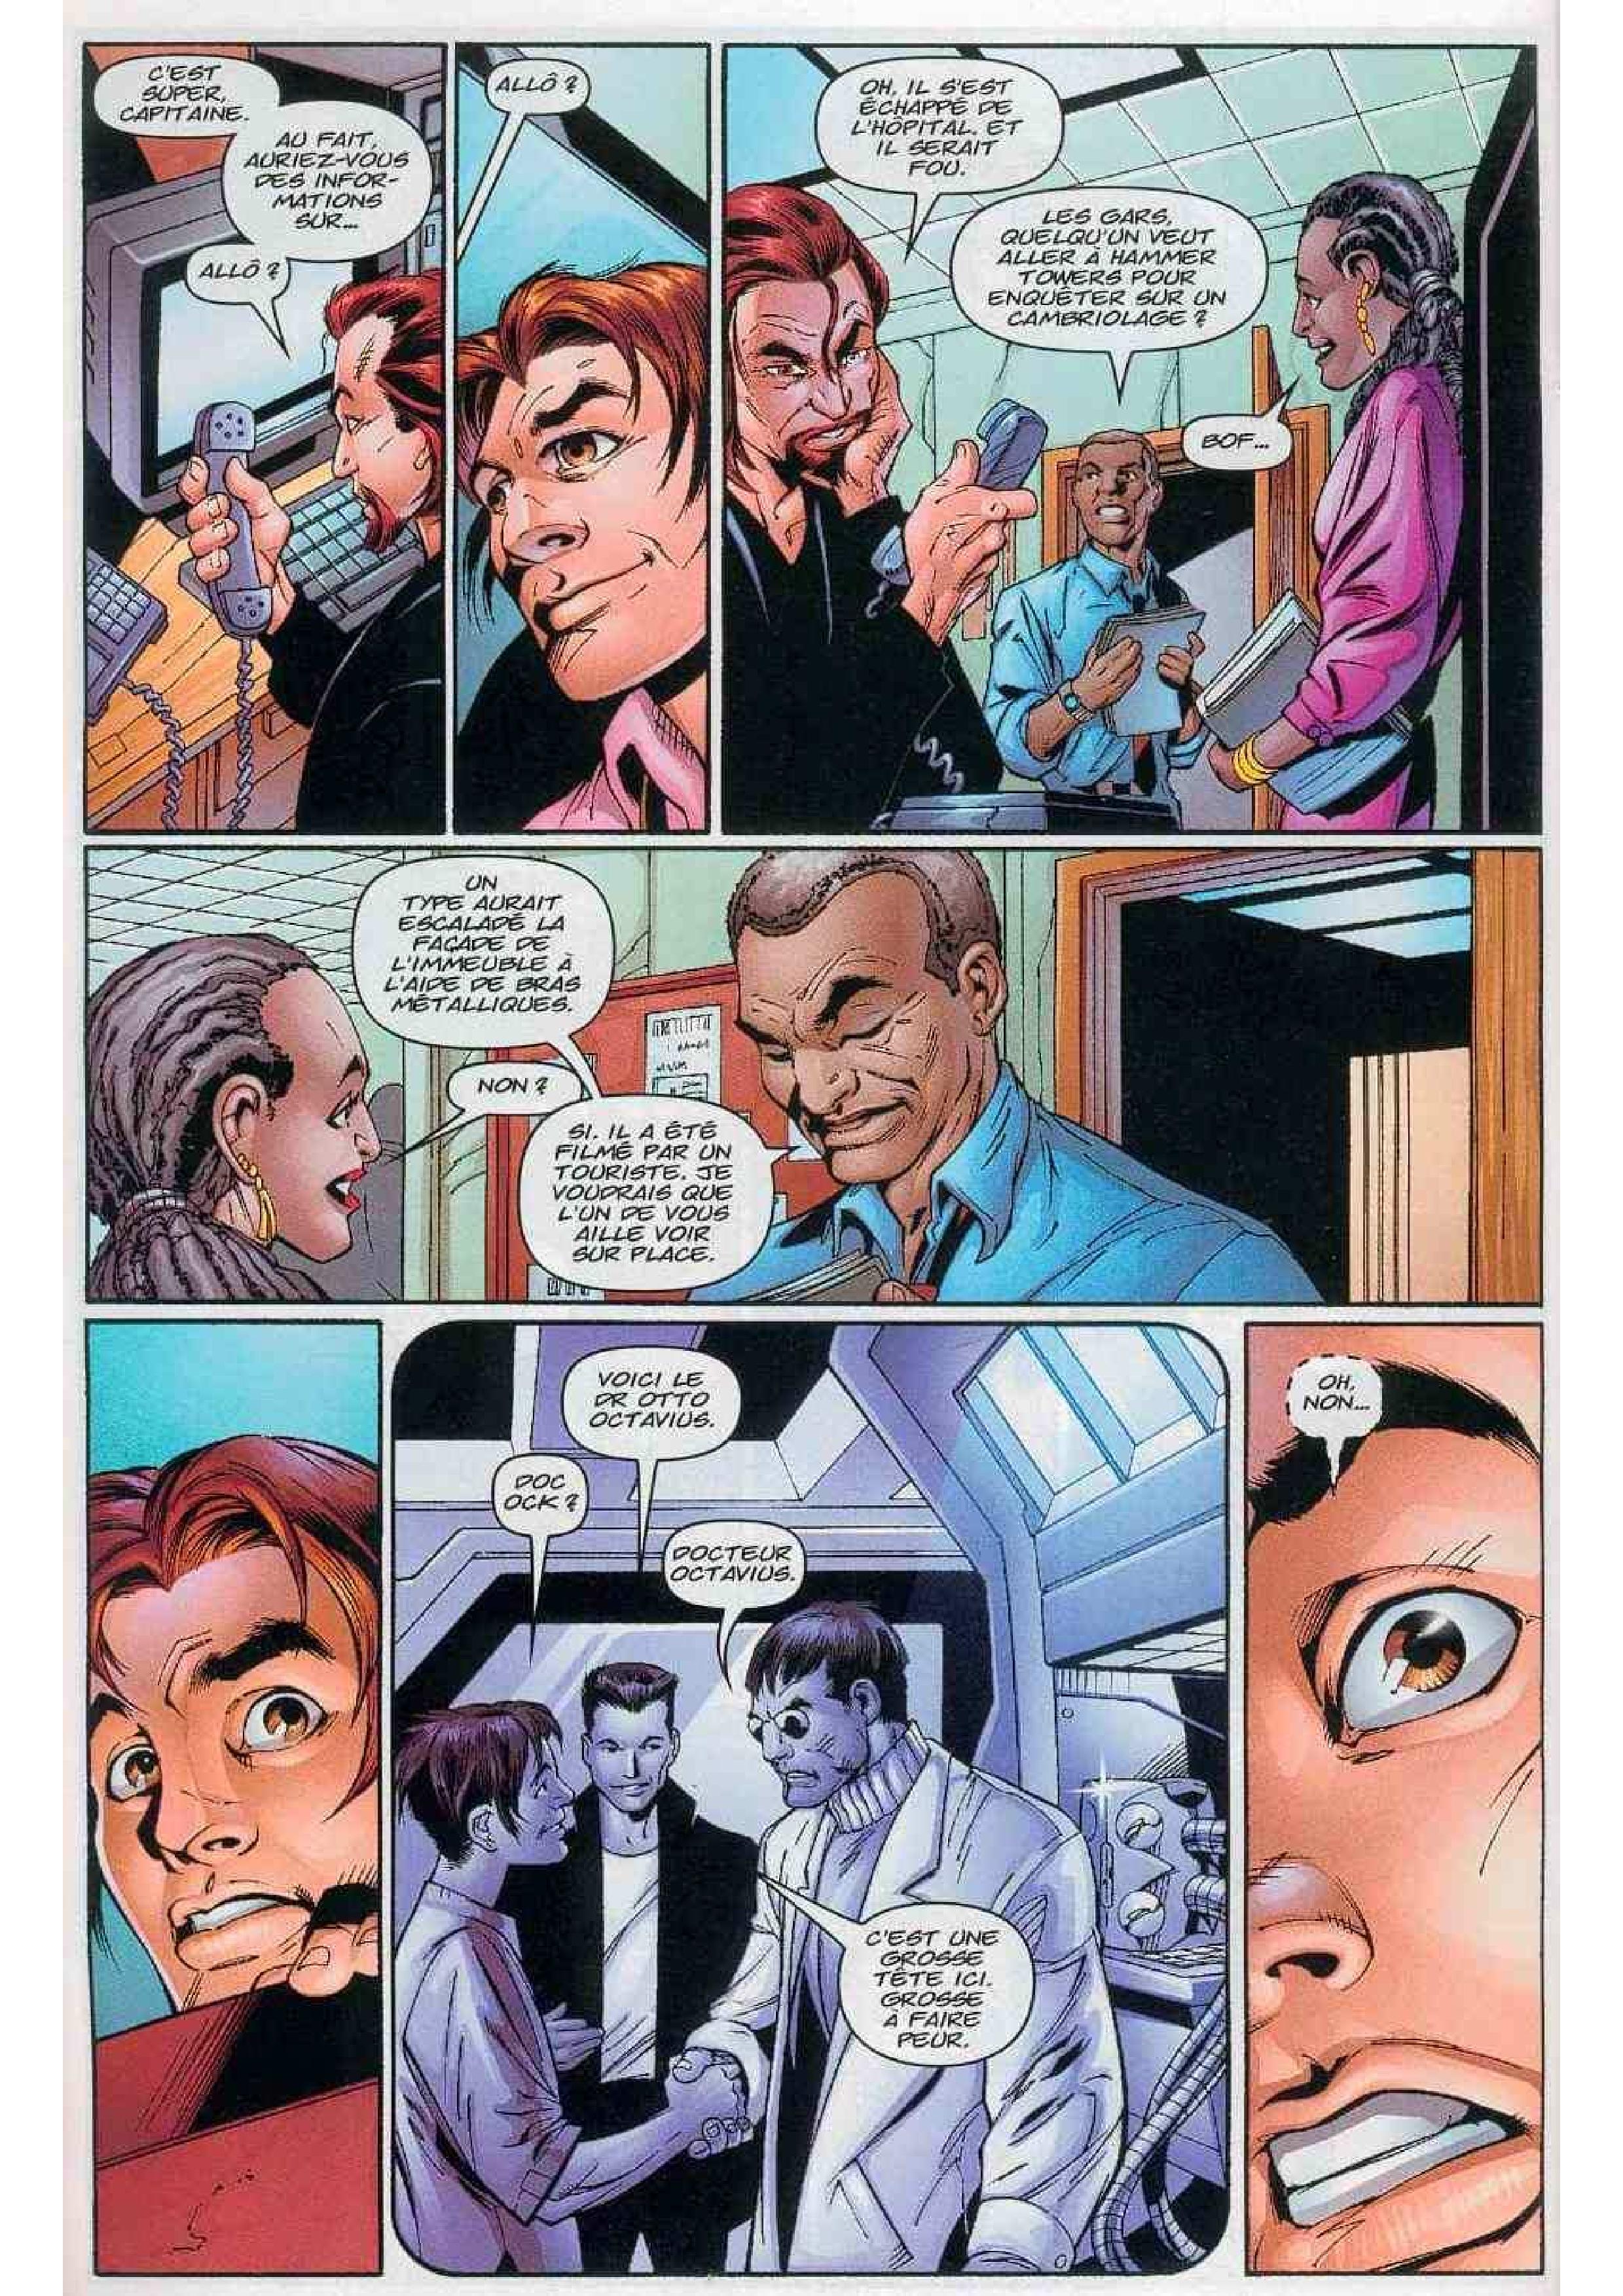 C'EST
SUPER,
CAPITAINE.
AU FAIT,
AURIEZ-VOUS
DES INFOR-
MATIONS
SUR...
ALLÔ ?
ALLÔ ?
OH, IL S'EST
ÉCHAPPÉ DE
L'HÔPITAL. ET
IL SERAIT
FOU.
LES GARS,
QUELQU'UN VEUT
ALLER À HAMMER
TOWERS POUR
ENQUÊTER SUR UN
CAMBRIOLAGE ?
BOF...
UN
TYPE AURAIT
ESCALADÉ LA
FAÇADE DE
L'IMMEUBLE À
L'AIDE DE BRAS
MÉTALLIQUES.
NON ?
SI. IL A ÉTÉ
FILMÉ PAR UN
TOURISTE. JE
VOUDRAIS QUE
L'UN DE VOUS
AILLE VOIR
SUR PLACE.
VOICI LE
DR OTTO
OCTAVIUS.
DOC
OCK ?
DOCTEUR
OCTAVIUS.
C'EST UNE
GROSSE
TÊTE ICI.
GROSSE
À FAIRE
PEUR.
OH,
NON...